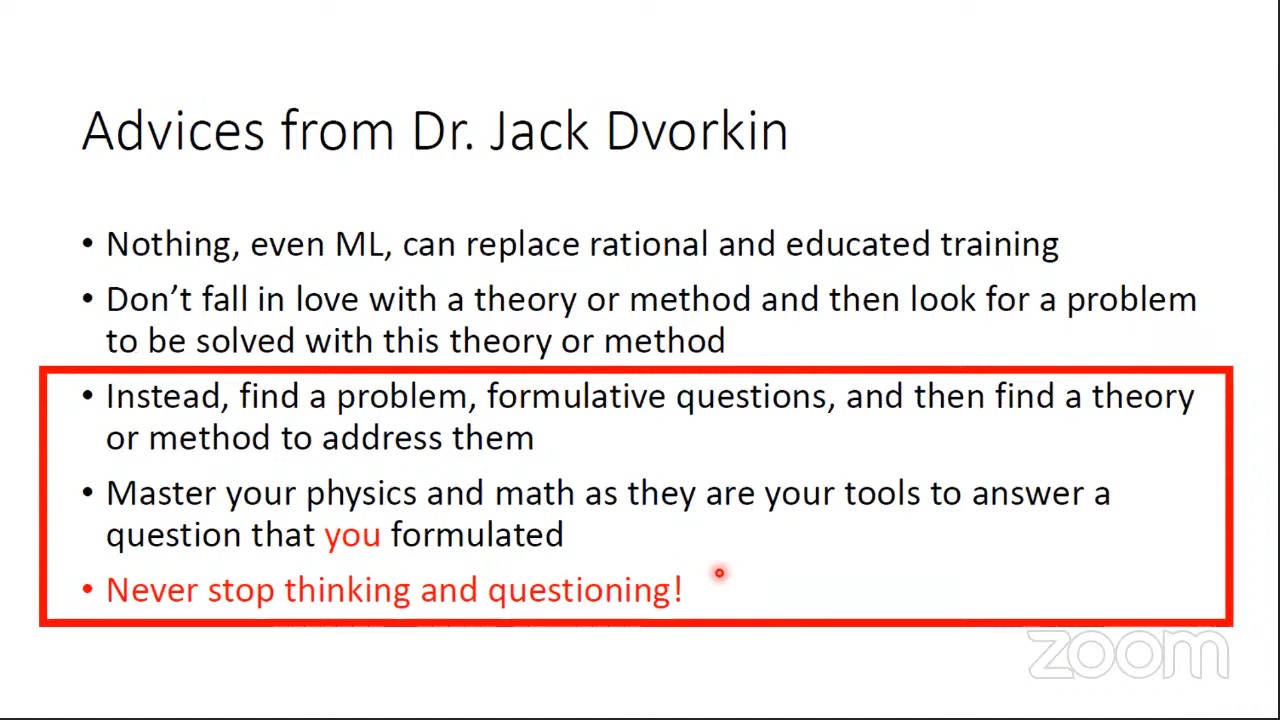 Advices from Dr. Jack Dvorkin
• Nothing, even ML, can replace rational and educated training
• Don’t fall in love with a theory or method and then look for a problem
to be solved with this theory or method
• Instead, find a problem, formulative questions, and then find a theory
or method to address them
• Master your physics and math as they are your tools to answer a
question that you formulated
• Never stop thinking and questioning!
zoom